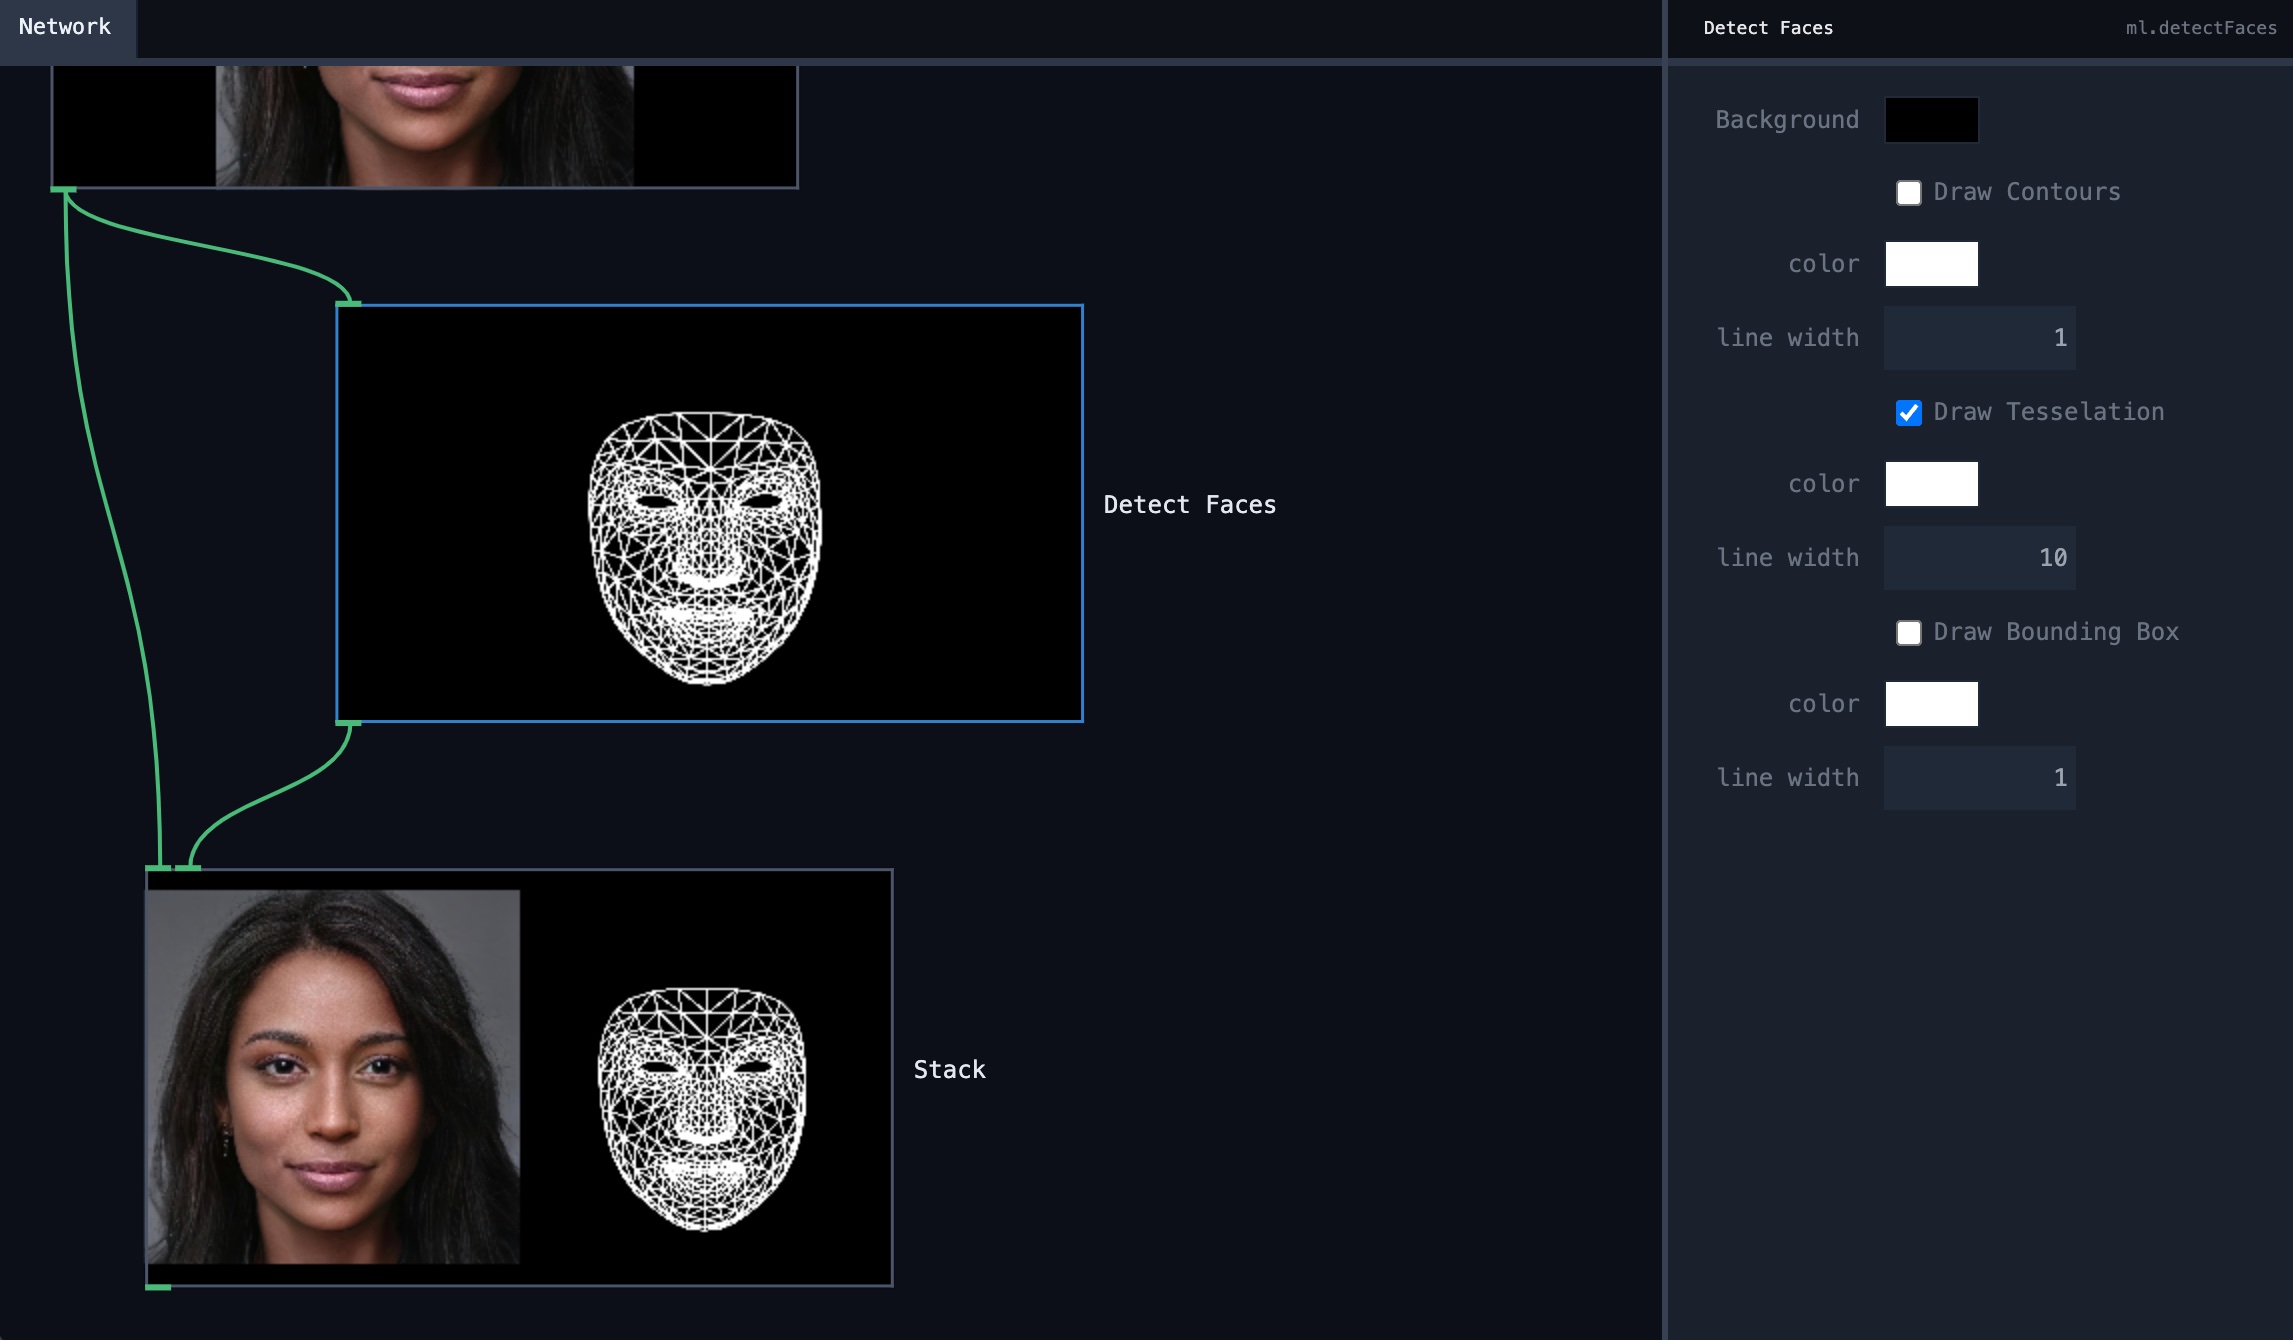 Network
Detect Faces
Stack
Detect Faces ml.detectFaces
Background
Draw Contours
color
line width 1
Draw Tesselation
color
line width 10
Draw Bounding Box
color
line width 1